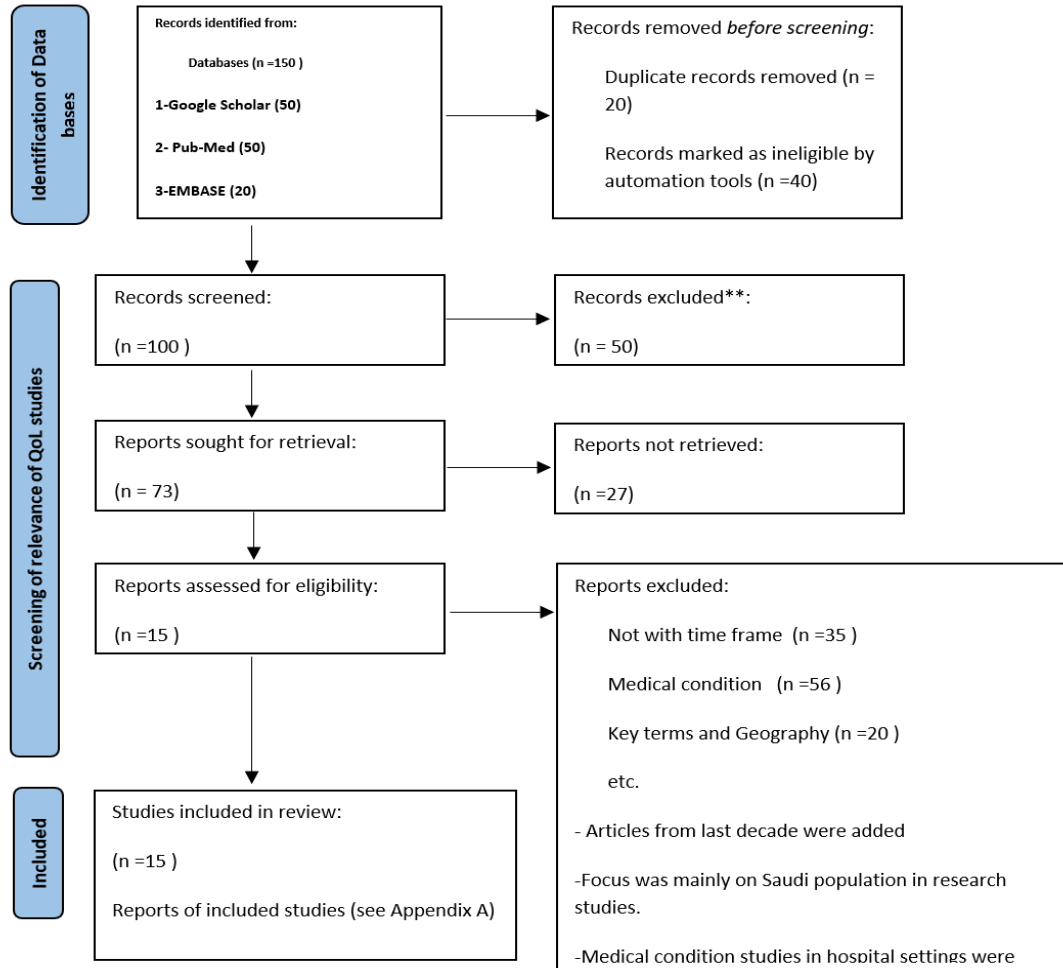 Identification of Data
bases
Records identified from:
Databases (n =150 )
1-Google Scholar (50)
2- Pub-Med (50)
3-EMBASE (20)
Records removed before screening:
Duplicate records removed (n =
20)
Records marked as ineligible by
automation tools (n =40)
Screening of relevance of QoL studies
Records screened:
(n =100 )
Records excluded**:
(n = 50)
Reports sought for retrieval:
(n = 73)
Reports not retrieved:
(n =27)
Reports assessed for eligibility:
(n =15 )
Reports excluded:
Not with time frame (n =35 )
Medical condition (n =56 )
Key terms and Geography (n =20 )
etc.
- Articles from last decade were added
-Focus was mainly on Saudi population in research
studies.
-Medical condition studies in hospital settings were
Included
Studies included in review:
(n =15 )
Reports of included studies (see Appendix A)